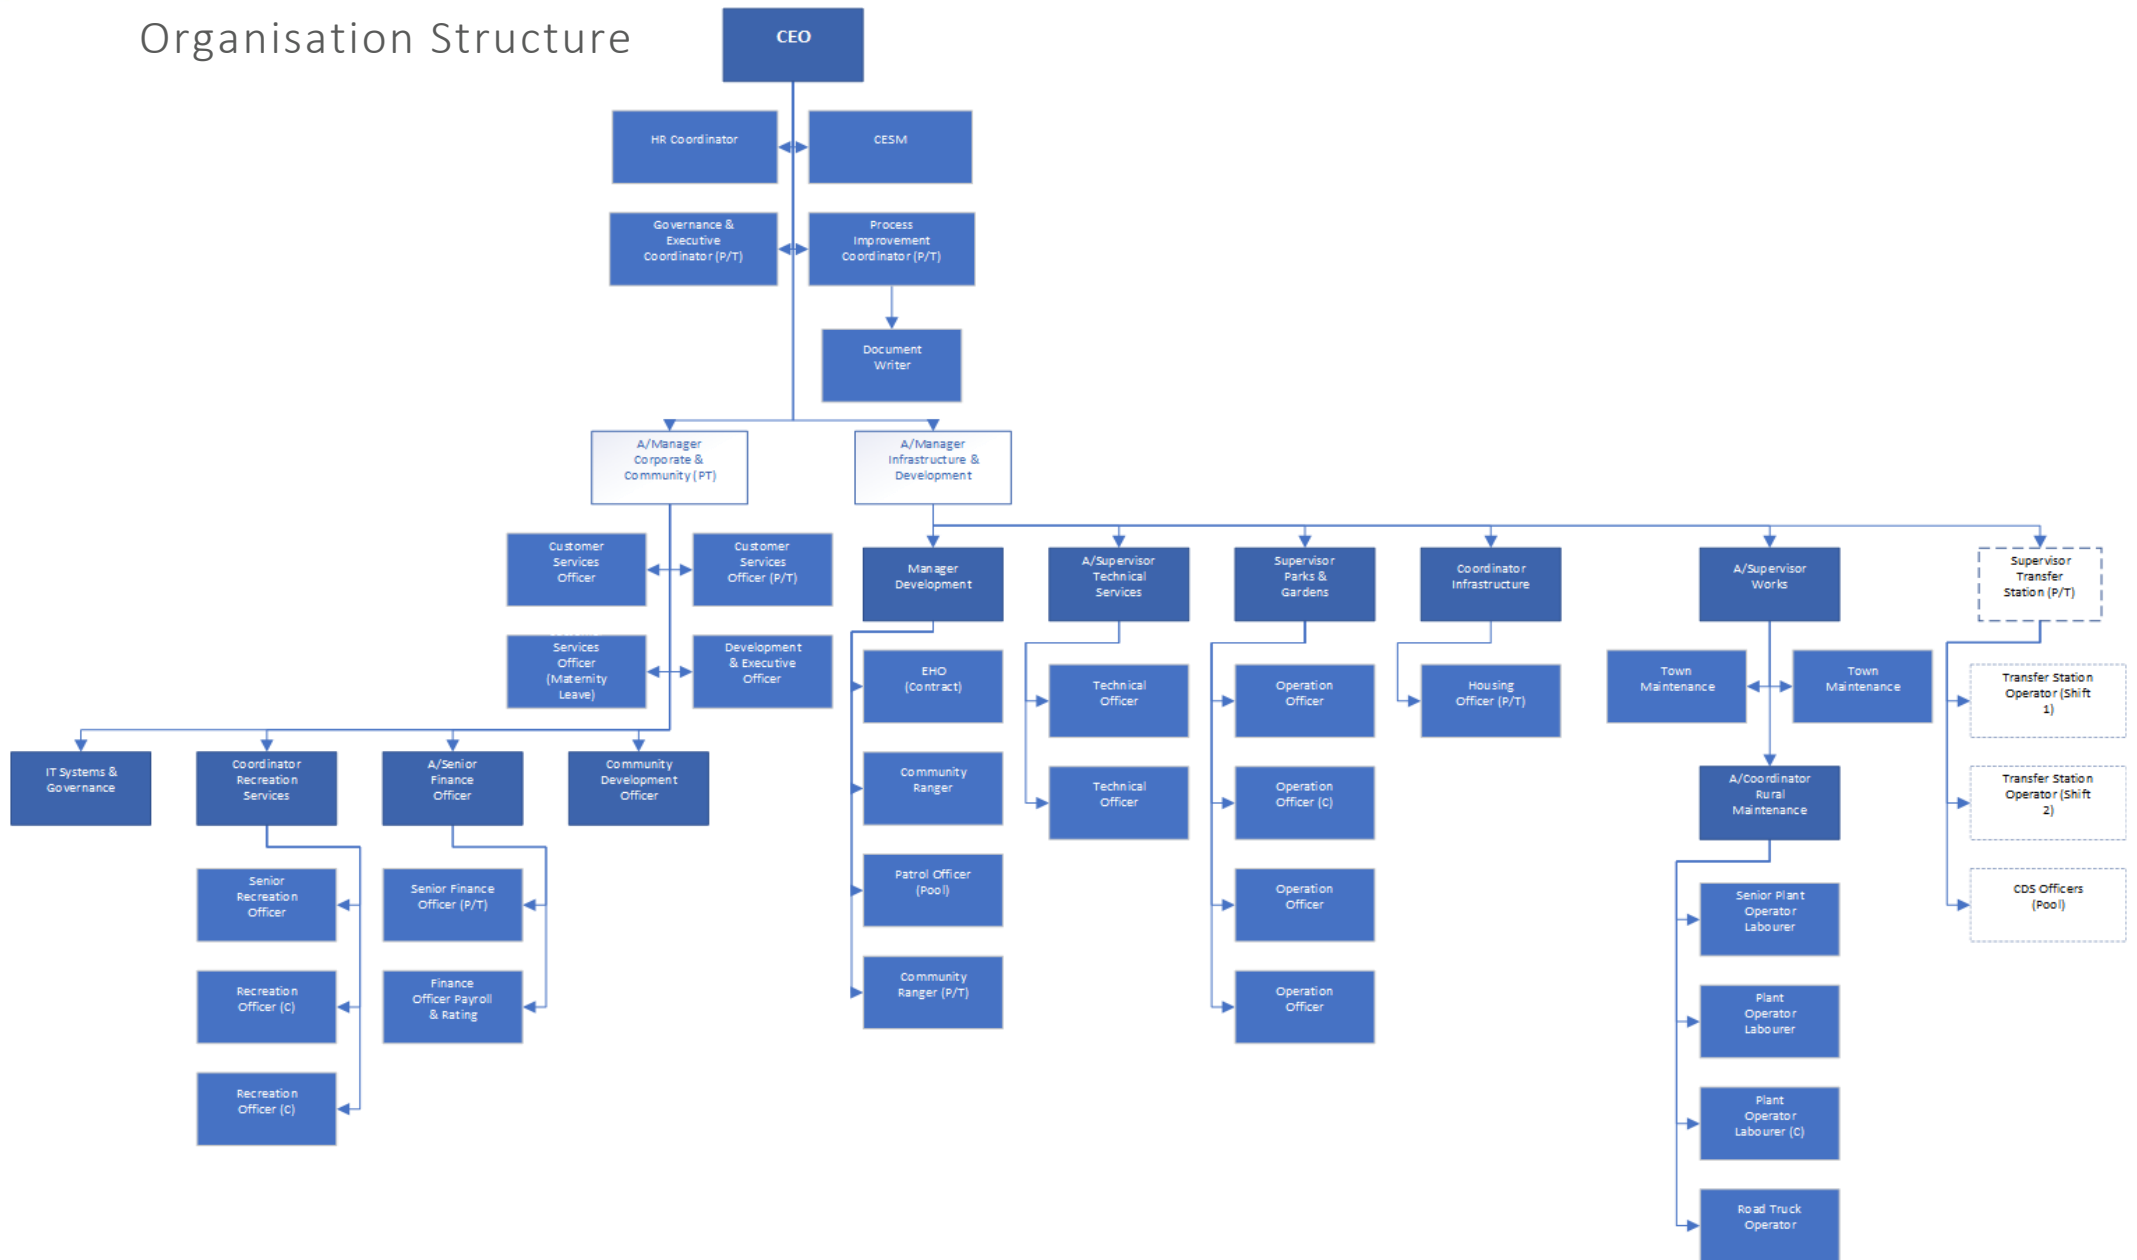 Organisation Structure
CEO
HR Coordinator
CESM
Governance &
Executive
Coordinator (P/T)
Process
Improvement
Coordinator (P/T)
Document
Writer
A/Manager
Corporate &
Community (PT)
A/Manager
Infrastructure &
Development
Customer
Services
Officer
Customer
Services
Officer (P/T)
Services
Officer
(Maternity
Leave)
Development
& Executive
Officer
Manager
Development
A/Supervisor
Technical
Services
Supervisor
Parks &
Gardens
Coordinator
Infrastructure
A/Supervisor
Works
Supervisor
Transfer
Station (P/T)
EHO
(Contract)
Community
Ranger
Patrol Officer
(Pool)
Community
Ranger (P/T)
Technical
Officer
Technical
Officer
Operation
Officer
Operation
Officer (C)
Operation
Officer
Operation
Officer
Housing
Officer (P/T)
Town
Maintenance
Town
Maintenance
A/Coordinator
Rural
Maintenance
Senior Plant
Operator
Labourer
Plant
Operator
Labourer
Plant
Operator
Labourer (C)
Road Truck
Operator
Transfer Station
Operator (Shift
1)
Transfer Station
Operator (Shift
2)
CDS Officers
(Pool)
IT Systems &
Governance
Coordinator
Recreation
Services
A/Senior
Finance
Officer
Community
Development
Officer
Senior
Recreation
Officer
Recreation
Officer (C)
Recreation
Officer (C)
Senior Finance
Officer (P/T)
Finance
Officer Payroll
& Rating